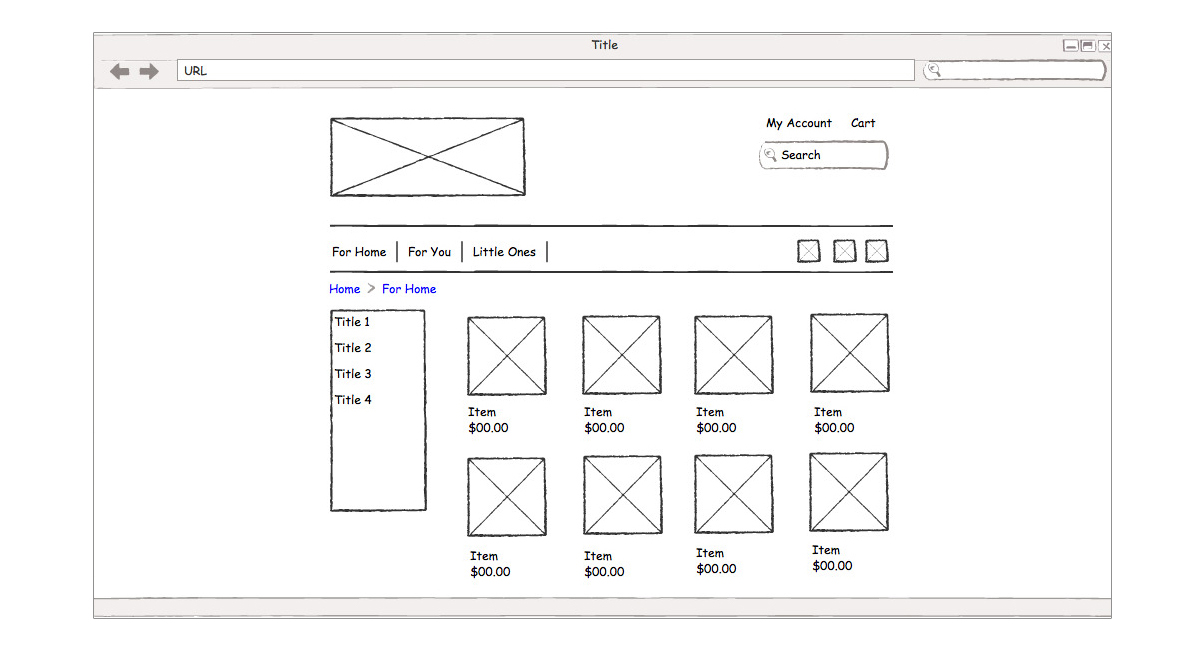 Title
URL
My Account Cart
Search
For Home For You Little Ones
Home > For Home
Title 1
Title 2
Title 3
Title 4
Item Item Item Item
$00.00 $00.00 $00.00 $00.00
Item Item Item Item
$00.00 $00.00 $00.00 $00.00